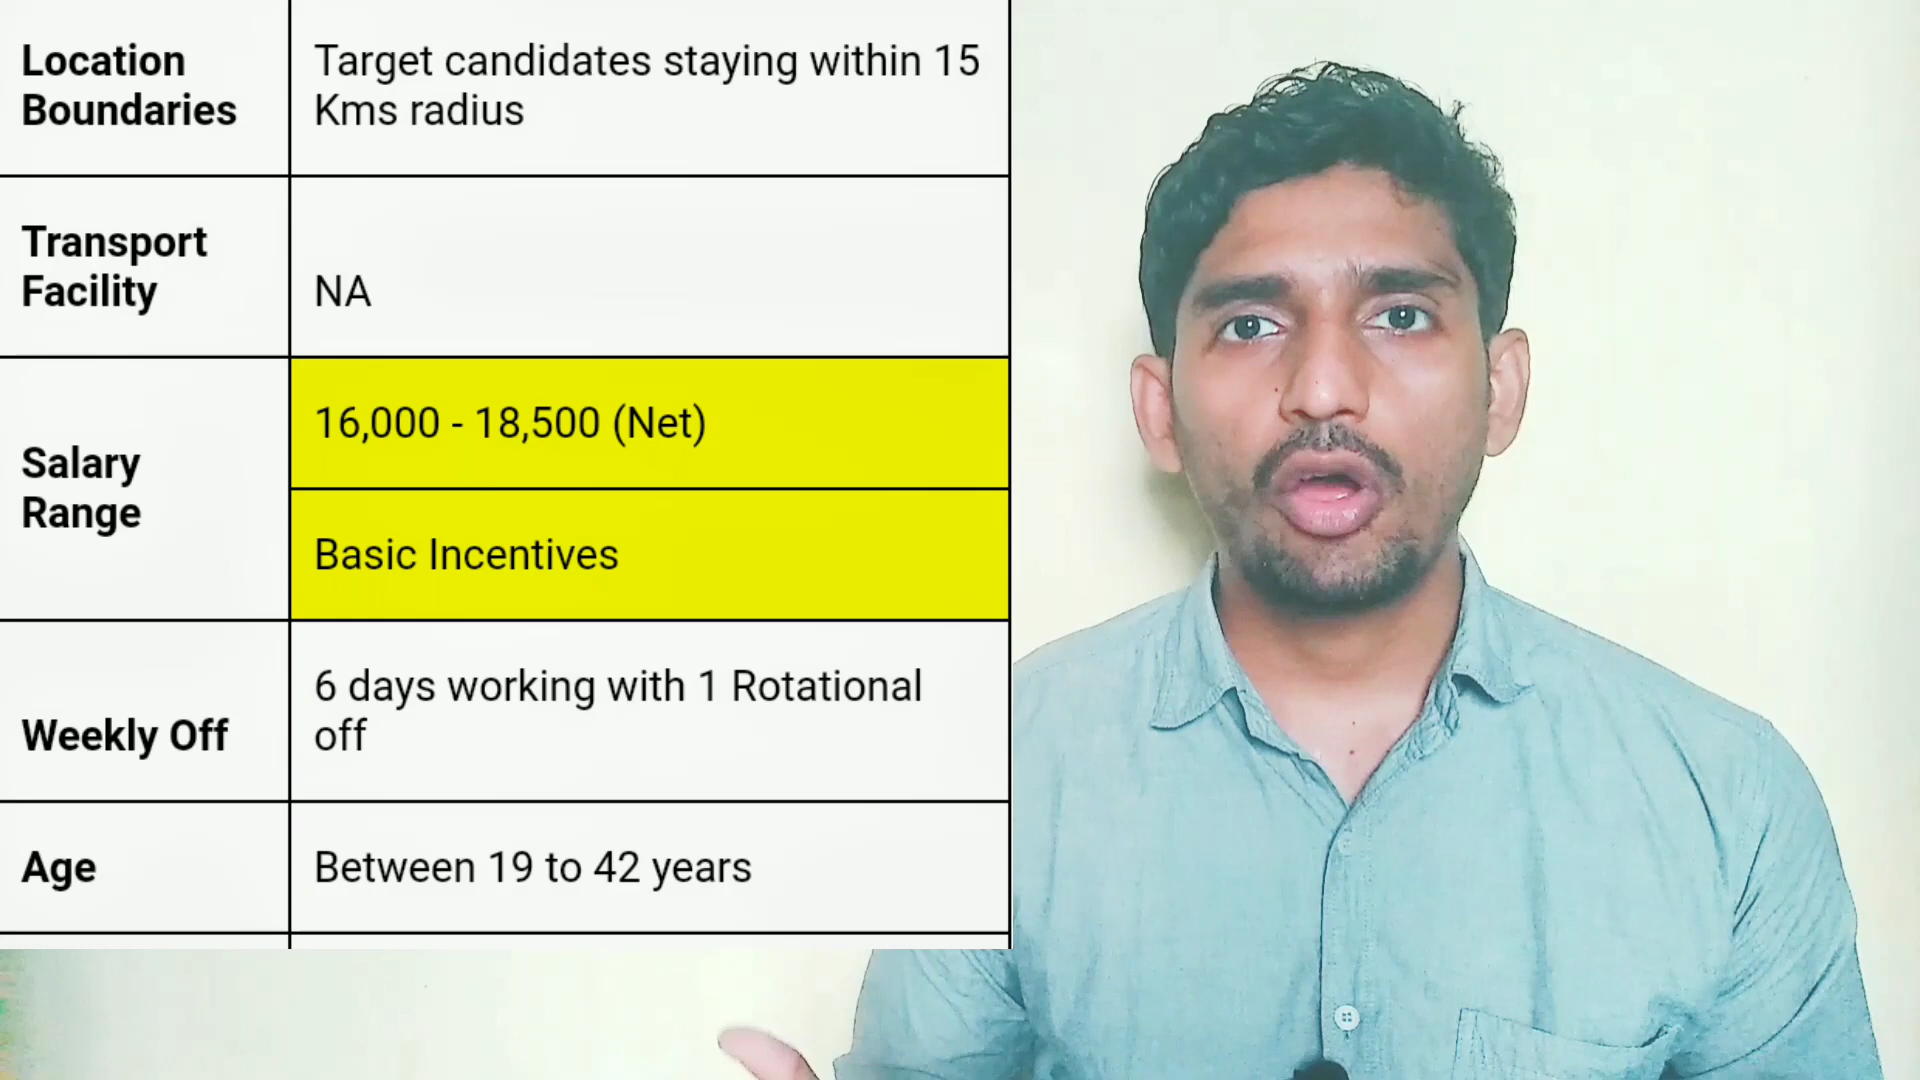 Location
Boundaries
Target candidates staying within 15
Kms radius
Transport
Facility
NA
Salary
Range
16,000 - 18,500 (Net)
Basic Incentives
Weekly Off
6 days working with 1 Rotational
off
Age
Between 19 to 42 years